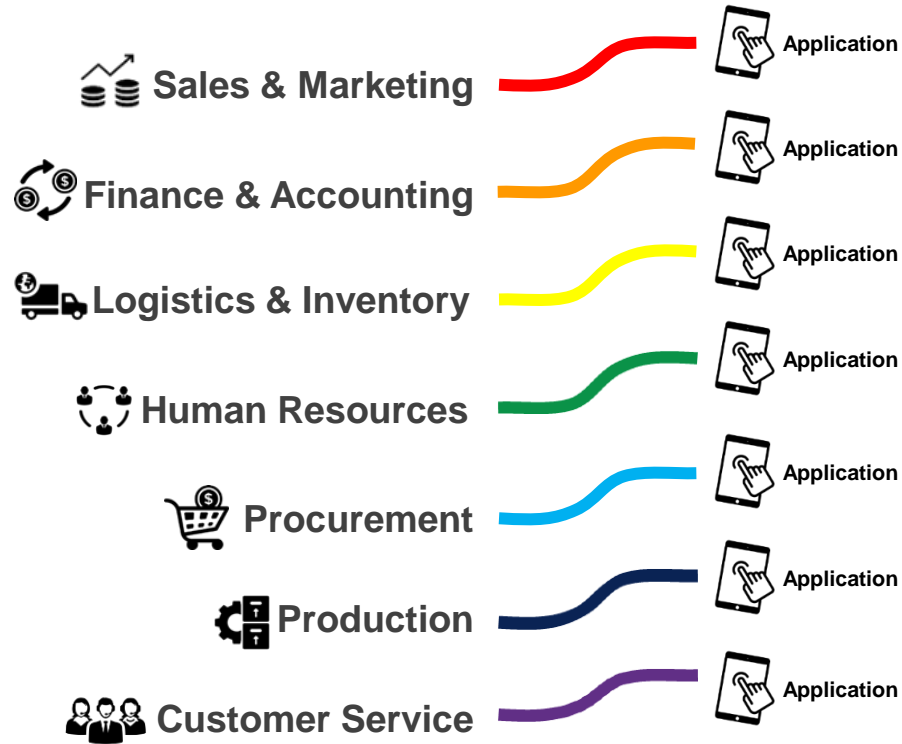 Application
Sales & Marketing
Application
Finance & Accounting
Application
Logistics & Inventory
Application
Human Resources
Application
Procurement
Application
Production
Application
Customer Service